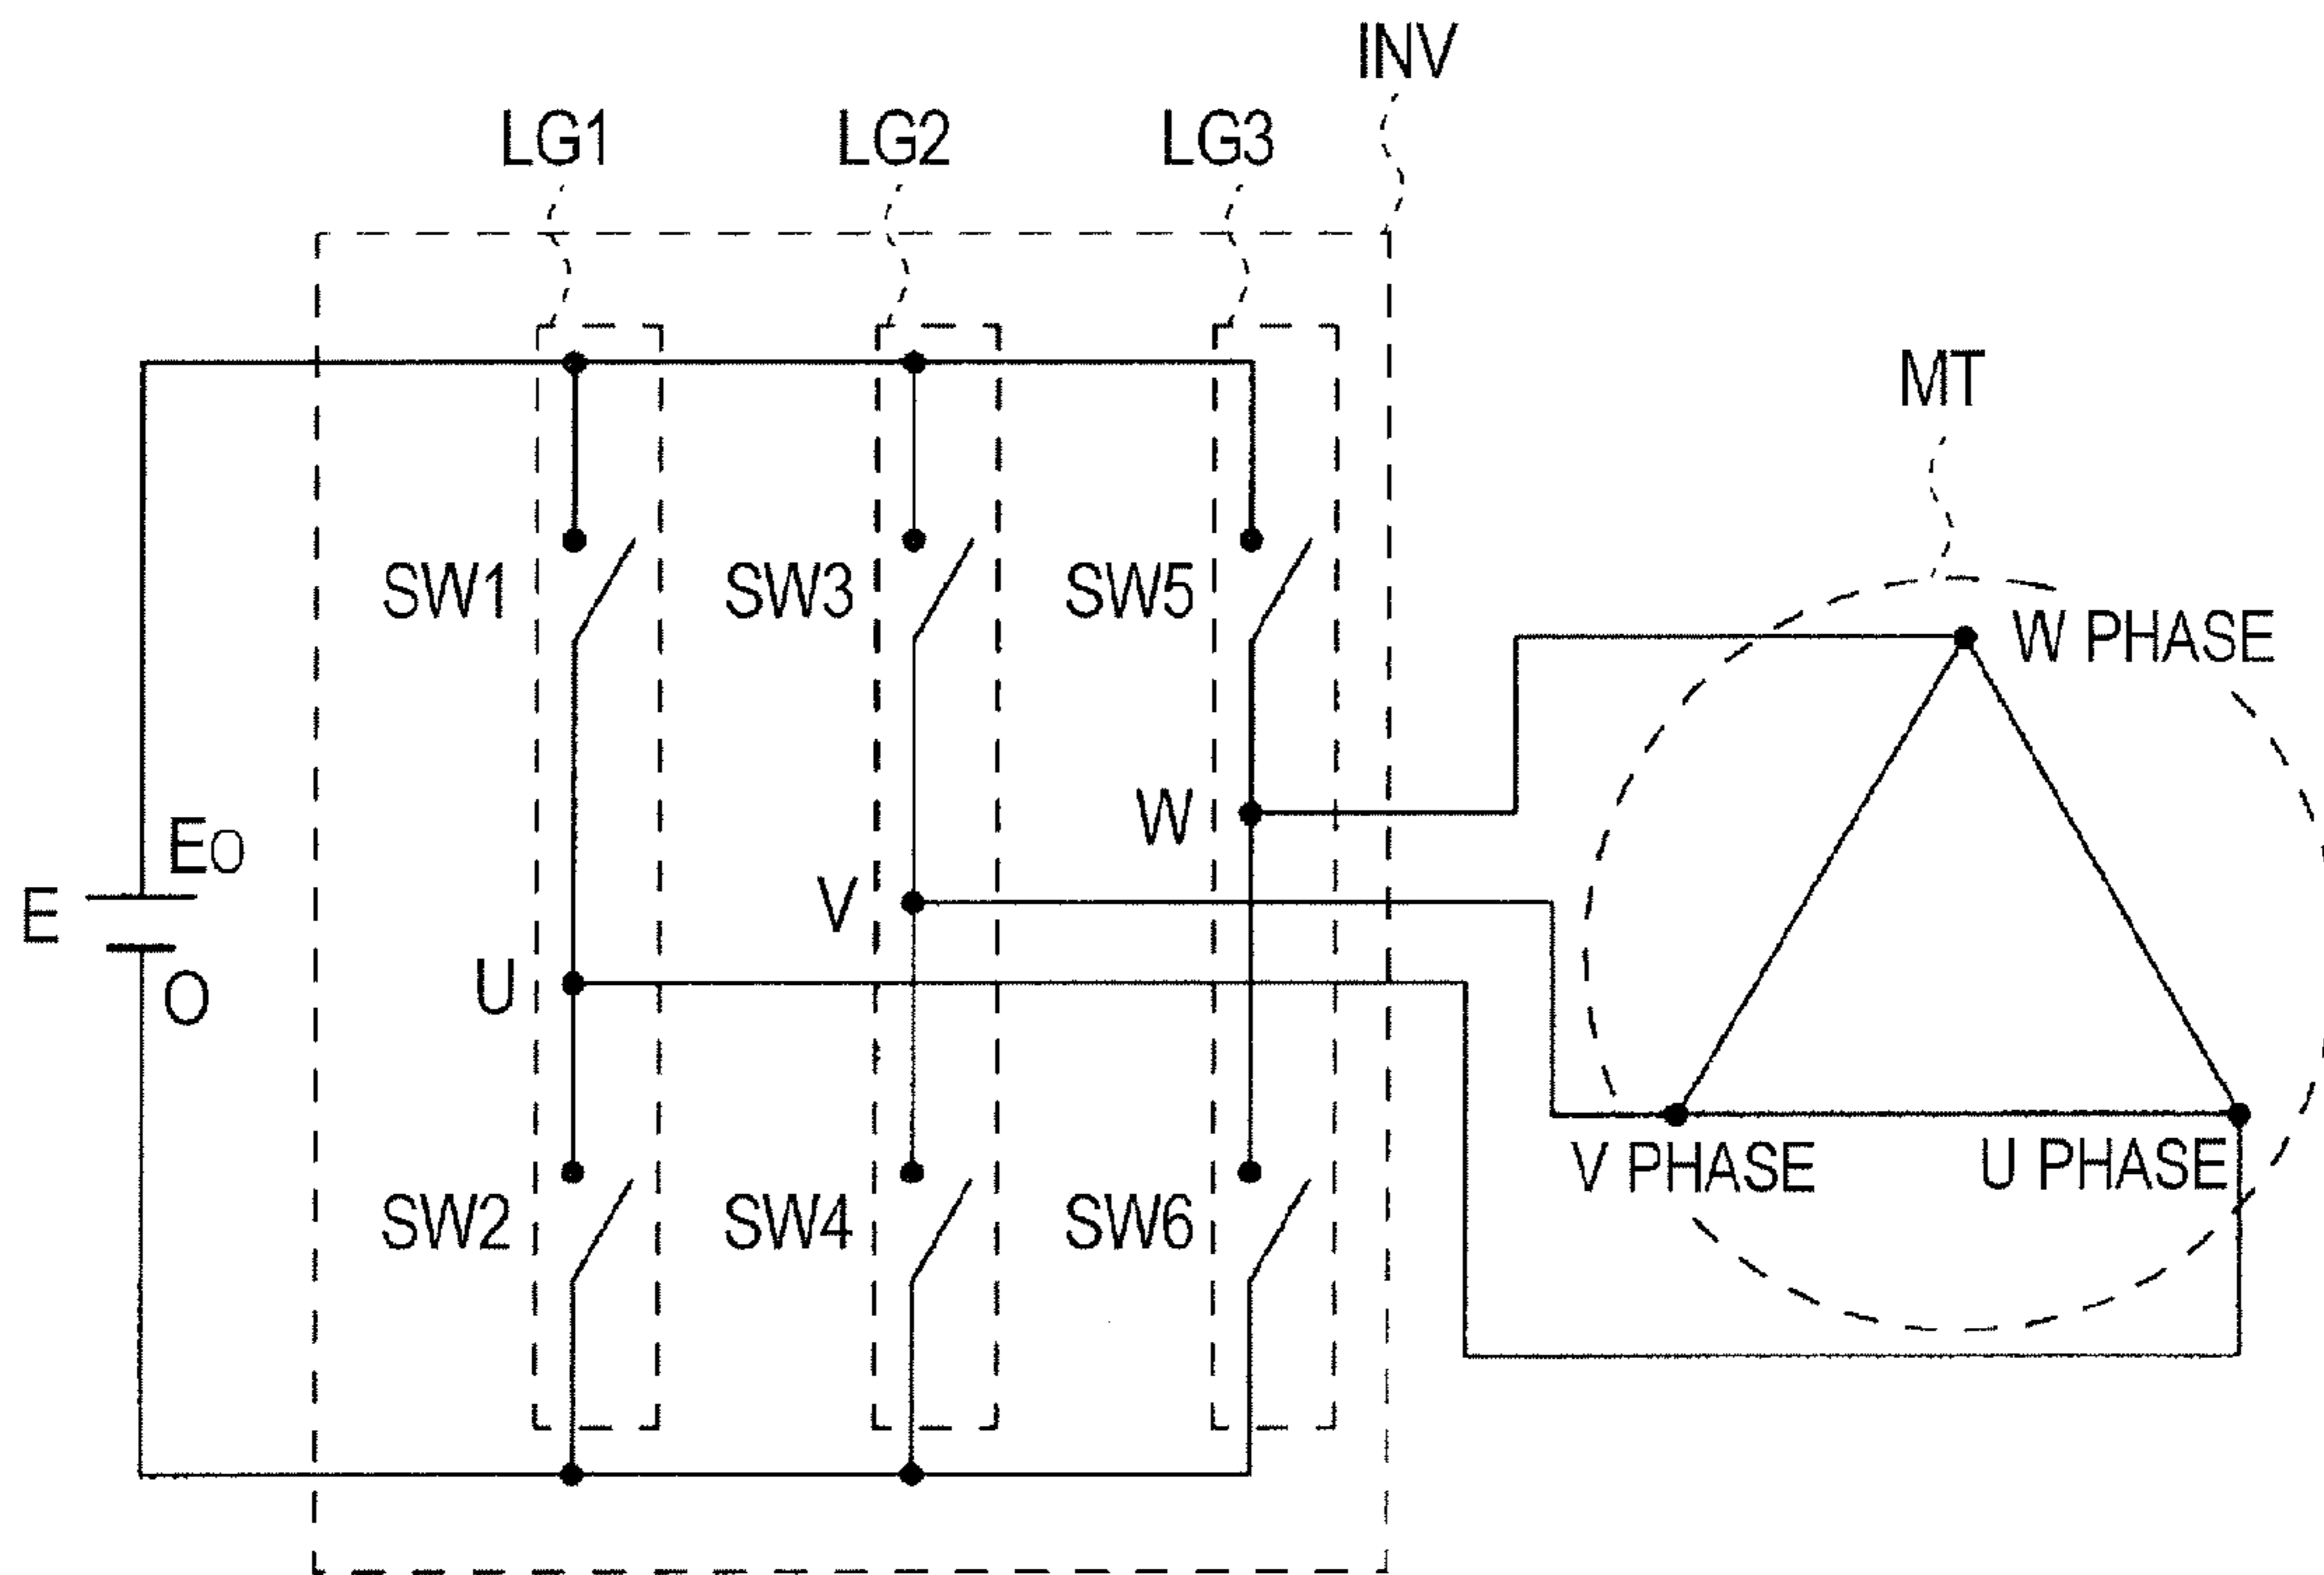 INV
LG1 LG2 LG3
MT
SW1 SW3 SW5
W PHASE
W
EO
E
V
U
O
V PHASE U PHASE
SW2 SW4 SW6